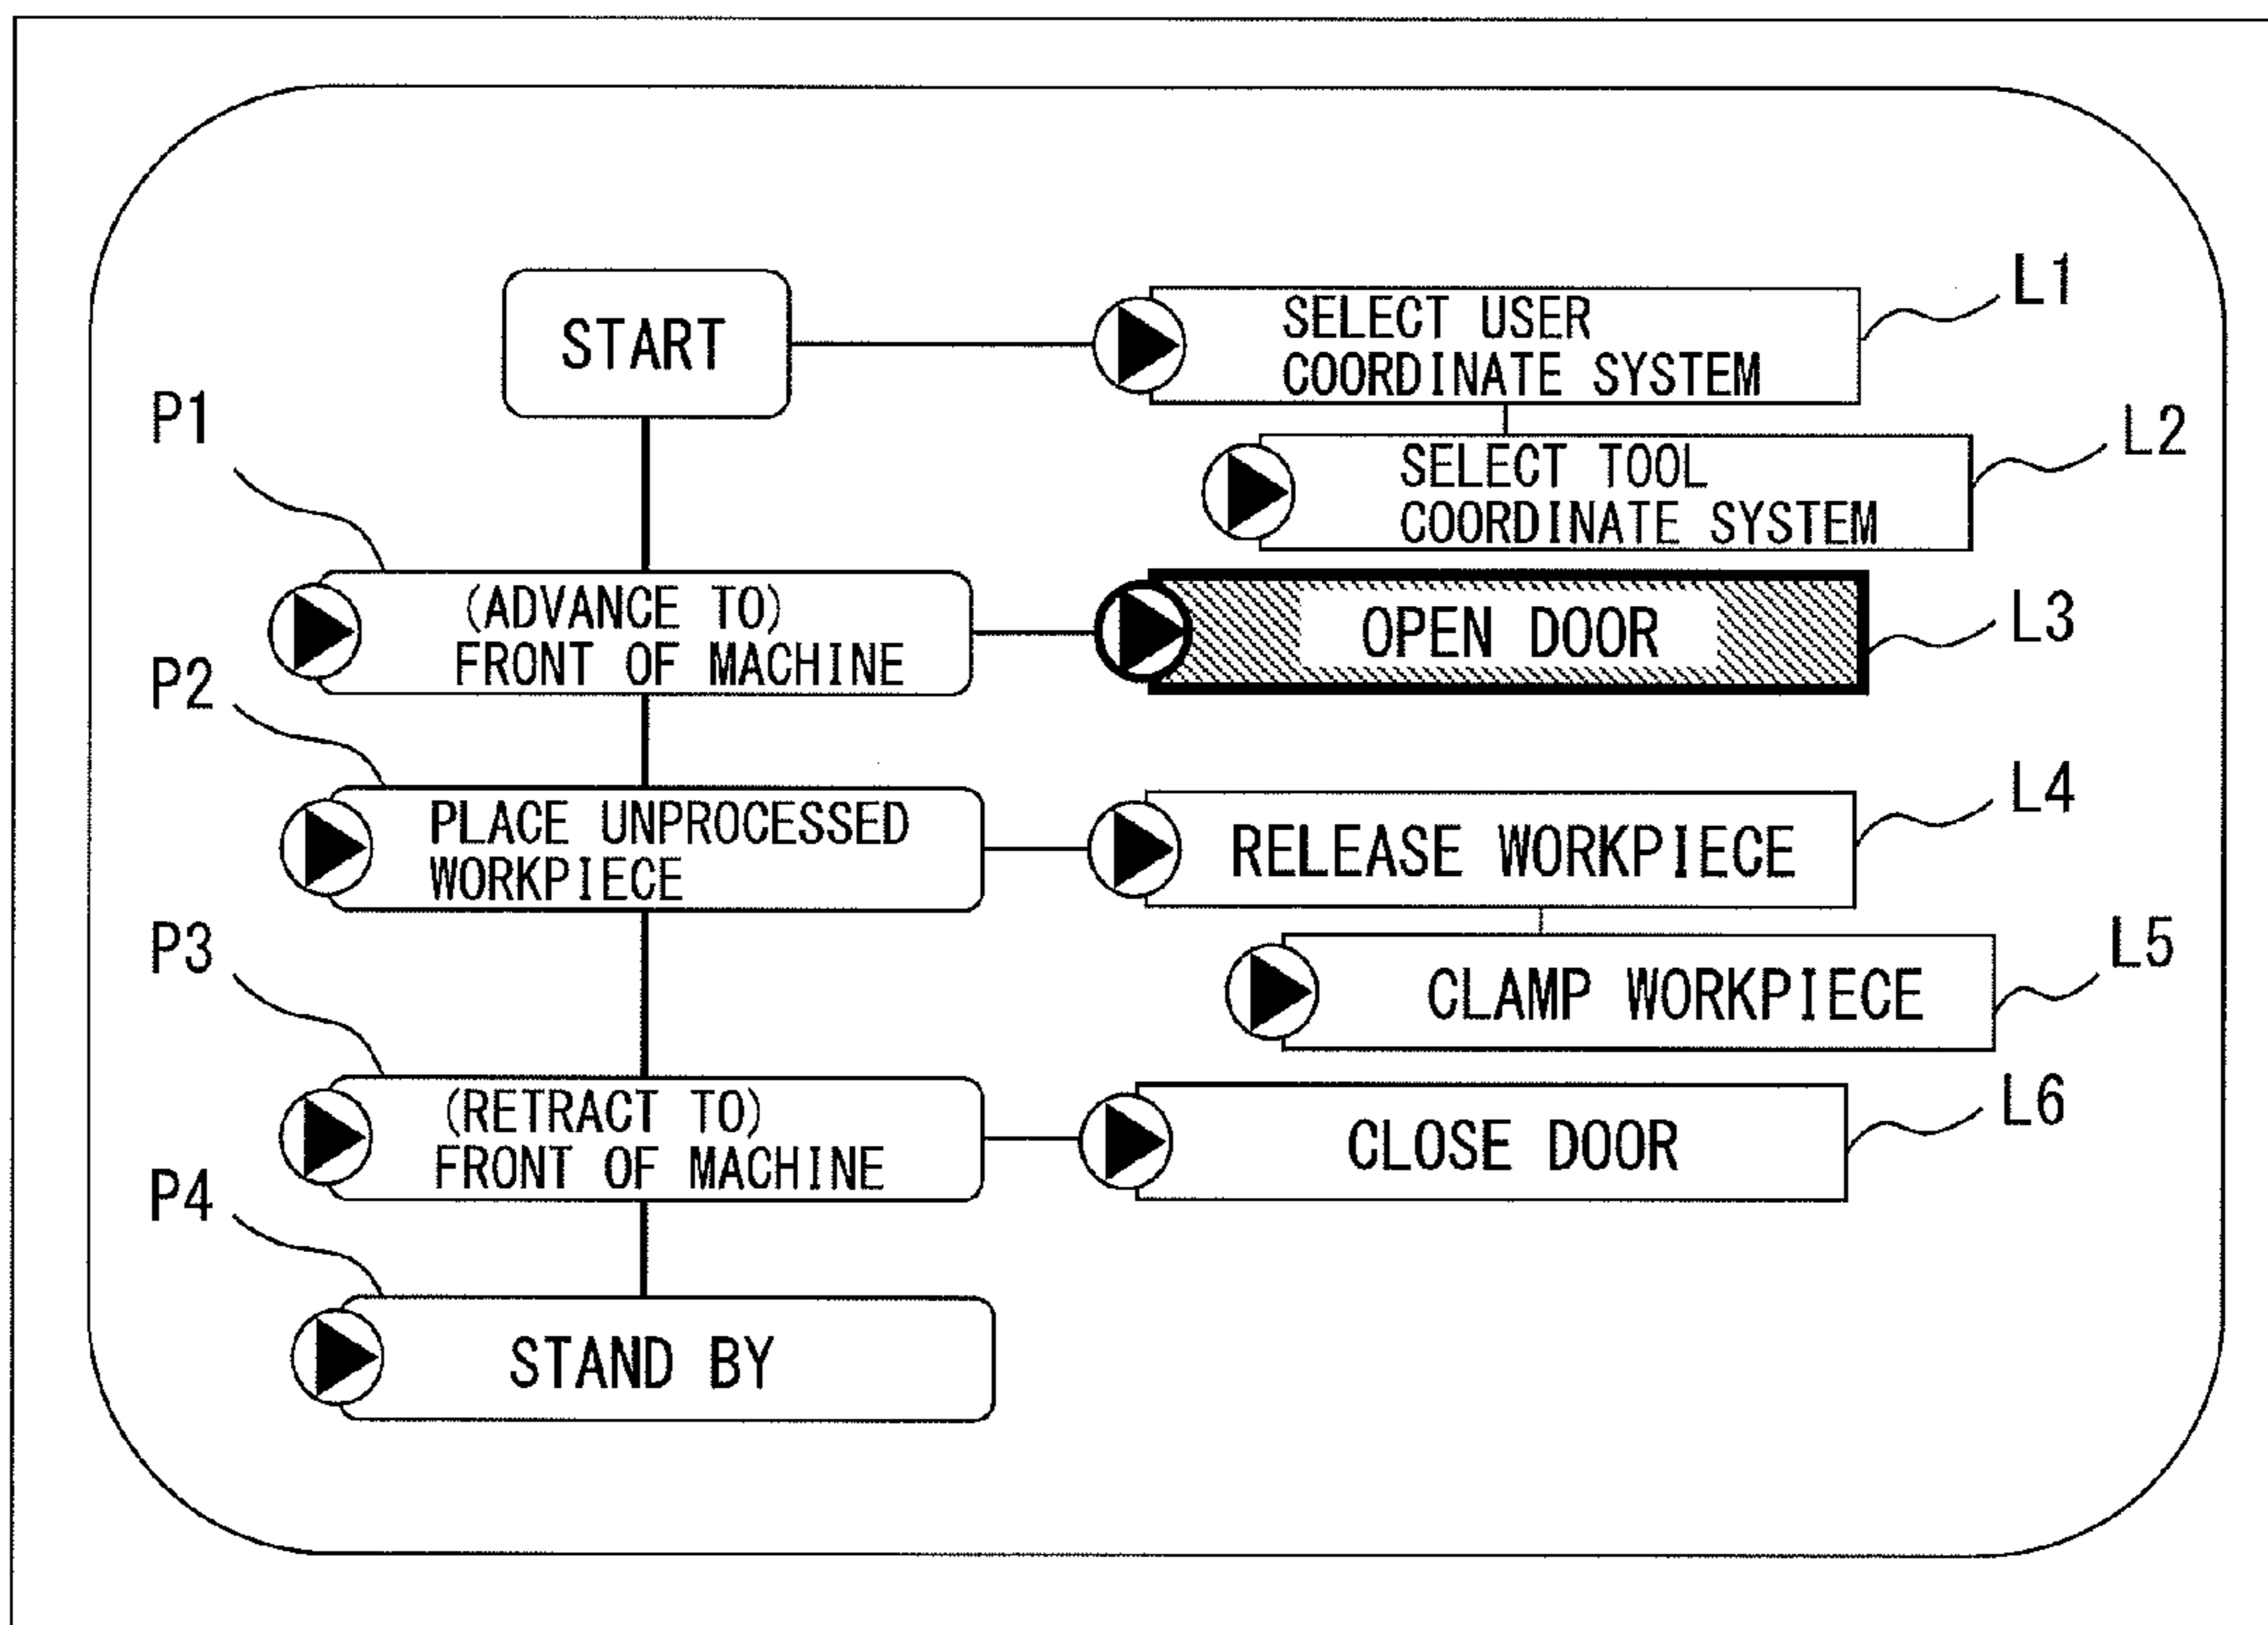 START
SELECT USER
COORDINATE SYSTEM
L1
SELECT TOOL
COORDINATE SYSTEM
L2
P1
(ADVANCE TO)
FRONT OF MACHINE
OPEN DOOR
L3
P2
PLACE UNPROCESSED
WORKPIECE
RELEASE WORKPIECE
L4
CLAMP WORKPIECE
L5
P3
(RETRACT TO)
FRONT OF MACHINE
CLOSE DOOR
L6
P4
STAND BY